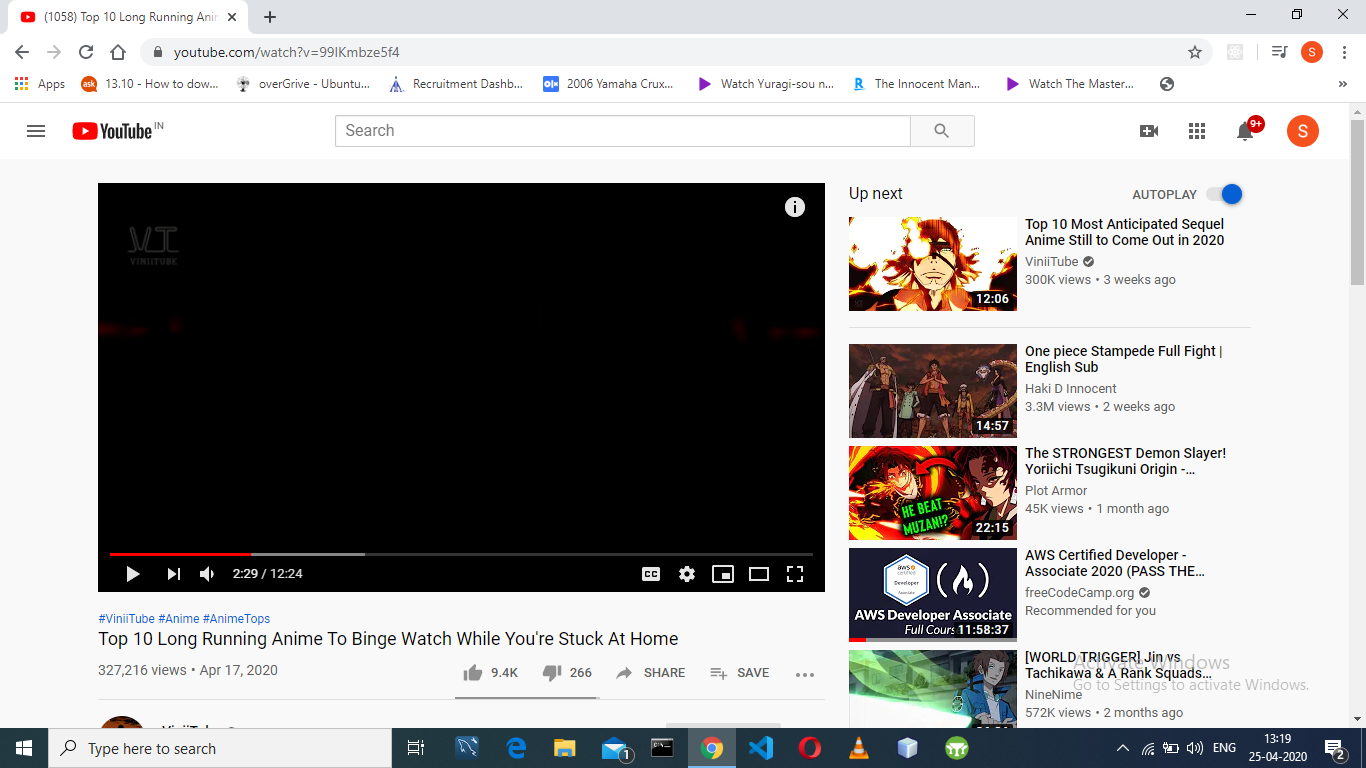 (1058) Top 10 Long Running Anim
youtube.com/watch?v=99IKmbze5f4
S
Apps
ask
13.10 - How to dow...
overGrive - Ubuntu...
Recruitment Dashb...
2006 Yamaha Crux...
Watch Yuragi-sou n...
R The Innocent Man...
Watch The Master...
»
YouTube IN
Search
9+
S
VT
VINIITUBE
2:29 / 12:24
CC
#ViniiTube #Anime #AnimeTops
Top 10 Long Running Anime To Binge Watch While You're Stuck At Home
327,216 views • Apr 17, 2020
9.4K
266
SHARE
SAVE
Up next
AUTOPLAY
12:06
Top 10 Most Anticipated Sequel
Anime Still to Come Out in 2020
ViniiTube
300K views • 3 weeks ago
14:57
One piece Stampede Full Fight |
English Sub
Haki D Innocent
3.3M views • 2 weeks ago
HE BEAT
MUZAN!?
22:15
The STRONGEST Demon Slayer!
Yoriichi Tsugikuni Origin -...
Plot Armor
45K views • 1 month ago
aws
certified
Developer
Associate
AWS Developer Associate
Full Cours
11:58:37
AWS Certified Developer -
Associate 2020 (PASS THE...
freeCodeCamp.org
Recommended for you
[WORLD TRIGGER] Jin vs
Tachikawa & A Rank Squads...
NineNime
572K views • 2 months ago
Activate Windows
Go to Settings to activate Windows.
Type here to search
1
ENG
13:19
25-04-2020
2